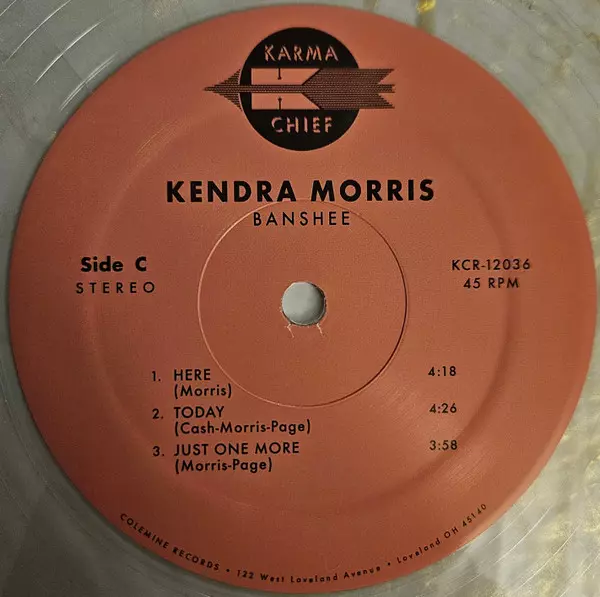 KARMA
CHIEF
KENDRA MORRIS
BANSHEE
Side C
STEREO
KCR-12036
45 RPM
1. HERE 4:18
(Morris)
2. TODAY 4:26
(Cash-Morris-Page)
3. JUST ONE MORE 3:58
(Morris-Page)
COLEMINE RECORDS • 122 West Loveland Avenue • Loveland OH 45140